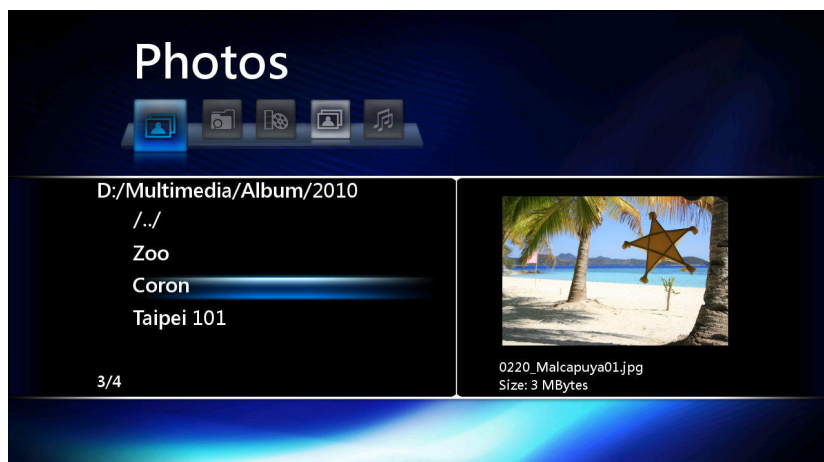 Photos
D:/Multimedia/Album/2010
/../
Zoo
Coron
Taipei 101
3/4
0220_Malcapuya01.jpg
Size: 3 MBytes